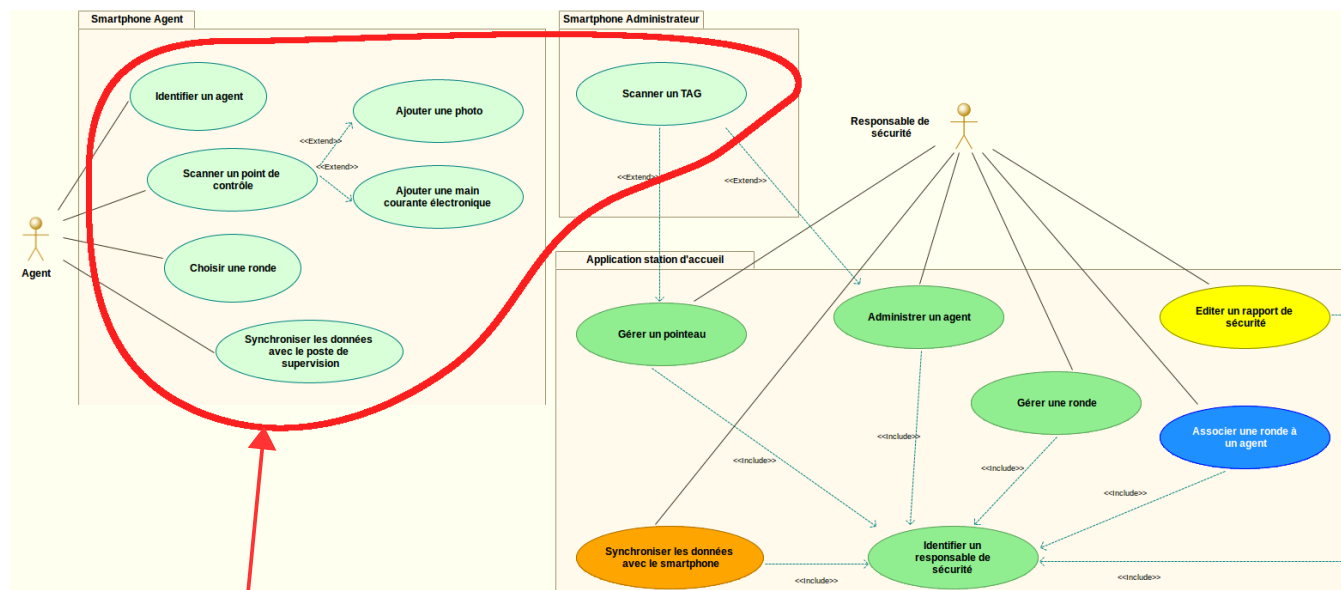 Smartphone Agent
Smartphone Administrateur
Identifier un agent
Ajouter une photo
Scanner un TAG
<<Extend>>
<<Extend>>
Scanner un point de
contrôle
Ajouter une main
courante électronique
<<Extend>>
<<Extend>>
Responsable de
sécurité
Agent
Choisir une ronde
Application station d'accueil
Synchroniser les données
avec le poste de
supervision
Gérer un pointeau
Administrer un agent
Editer un rapport de
sécurité
Gérer une ronde
Associer une ronde à
un agent
<<Include>>
<<Include>>
<<Include>>
<<Include>>
Synchroniser les données
avec le smartphone
Identifier un
responsable de
sécurité
<<Include>>
<<Include>>